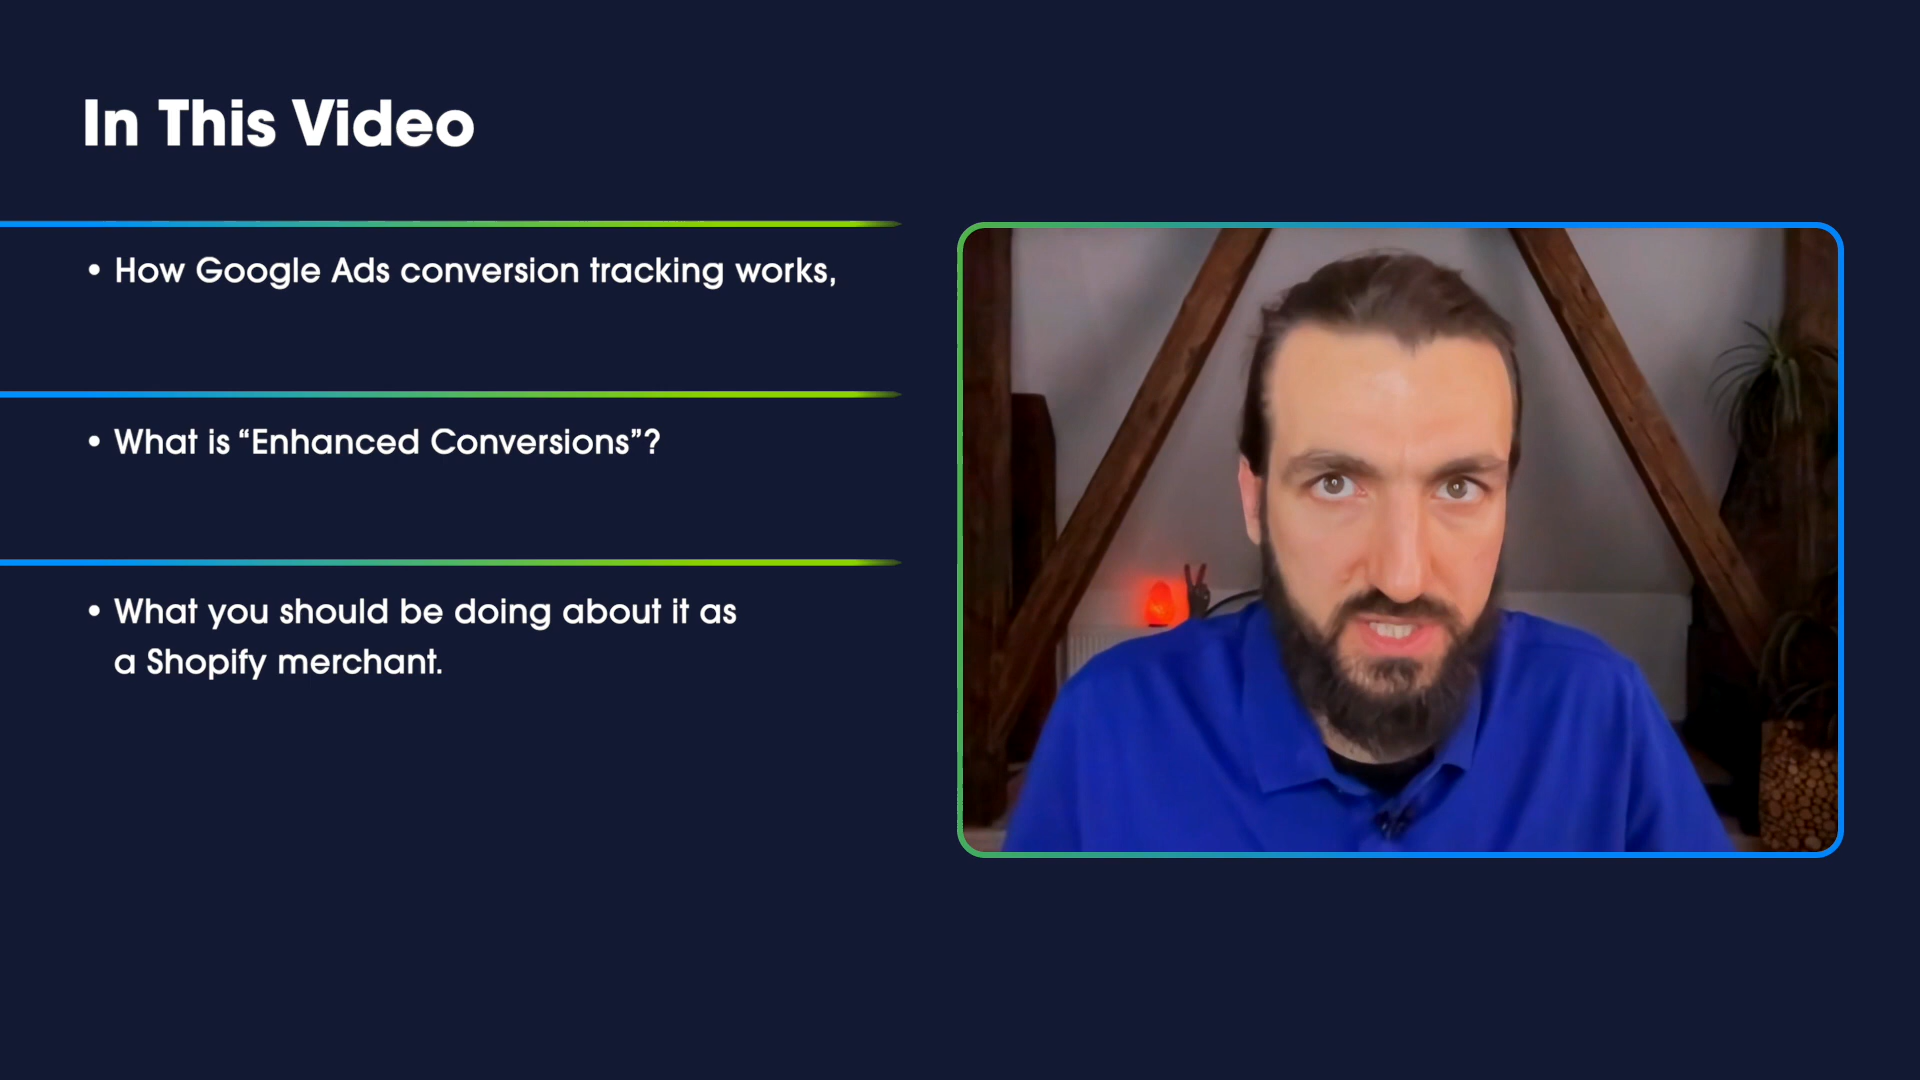 In This Video
• How Google Ads conversion tracking works,
• What is “Enhanced Conversions”?
• What you should be doing about it as
a Shopify merchant.